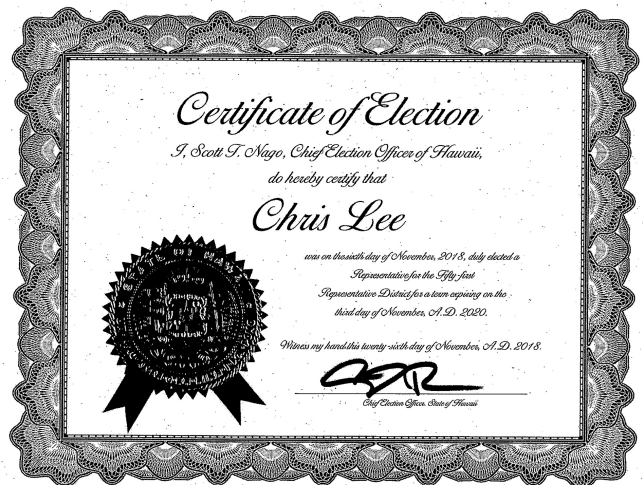 Certificate of Election
I, Scott T. Nago, Chief Election Officer of Hawaii,
do hereby certify that
Chris Lee
was on the sixth day of November, 2018, duly elected a
Representative for the Fifty-first
Representative District for a term expiring on the
third day of November, A.D. 2020.
Witness my hand this twenty-sixth day of November, A.D. 2018.
Chief Election Officer, State of Hawaii